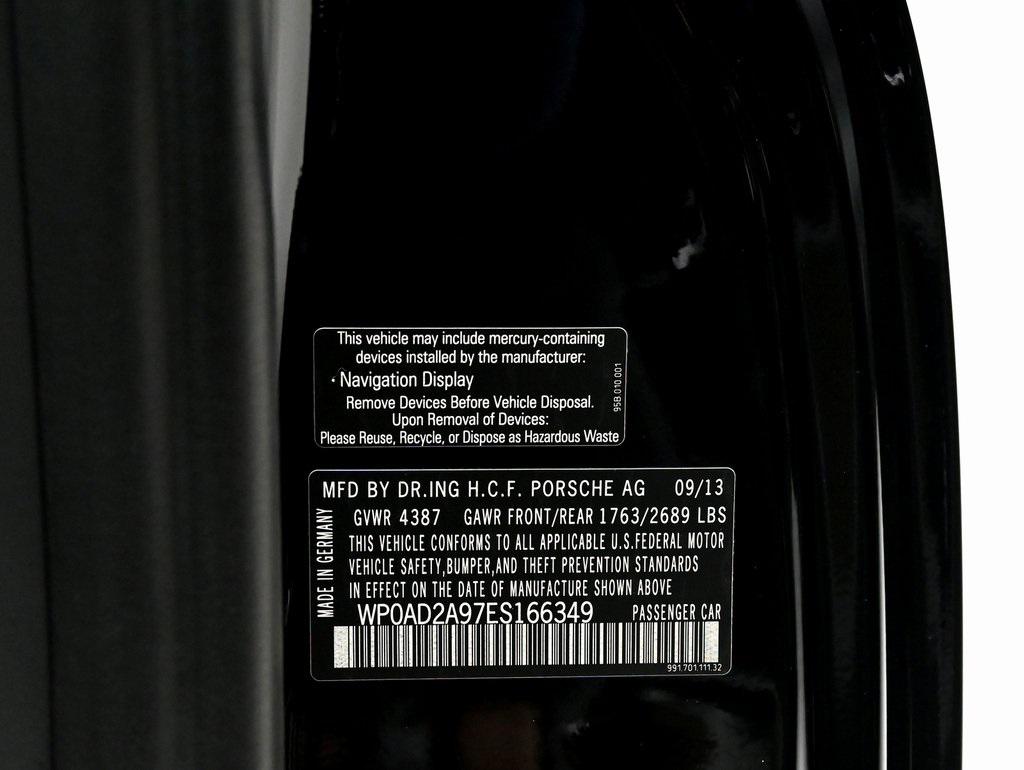 This vehicle may include mercury-containing
devices installed by the manufacturer:
· Navigation Display
Remove Devices Before Vehicle Disposal.
Upon Removal of Devices:
Please Reuse, Recycle, or Dispose as Hazardous Waste
95B.010.001
MFD BY DR.ING H.C.F. PORSCHE AG 09/13
GVWR 4387 GAWR FRONT/REAR 1763/2689 LBS
THIS VEHICLE CONFORMS TO ALL APPLICABLE U.S.FEDERAL MOTOR
VEHICLE SAFETY,BUMPER,AND THEFT PREVENTION STANDARDS
IN EFFECT ON THE DATE OF MANUFACTURE SHOWN ABOVE
MADE IN GERMANY
WP0AD2A97ES166349 PASSENGER CAR
991.701.111.32